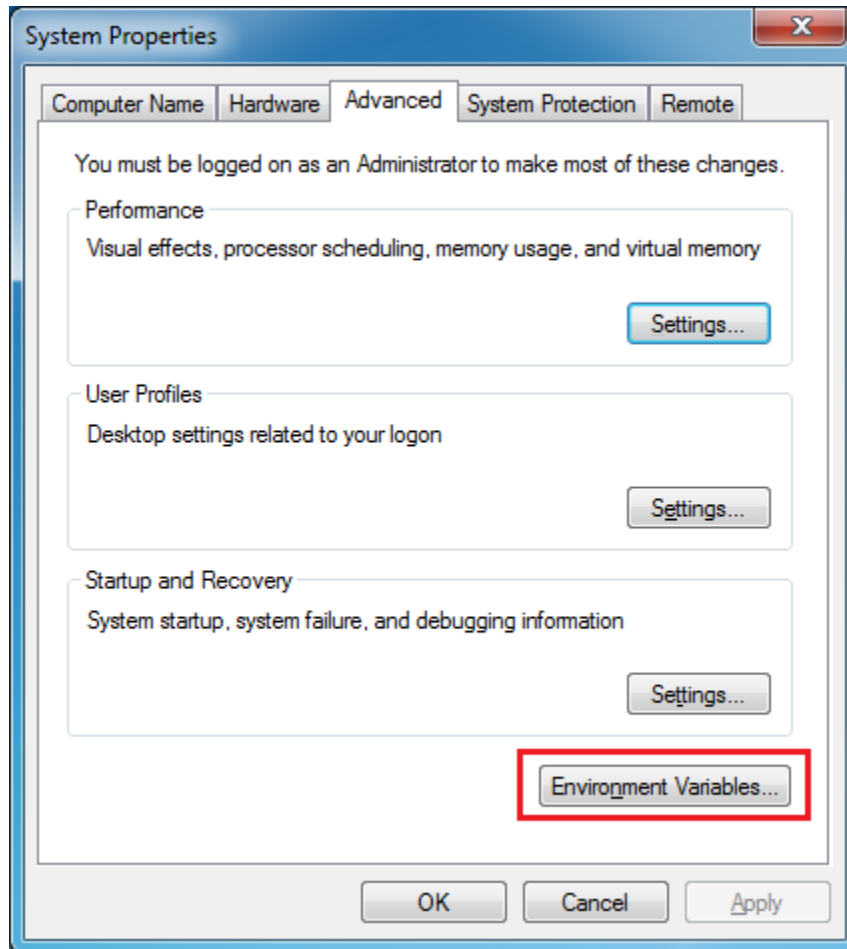 System Properties
Computer Name Hardware Advanced System Protection Remote
You must be logged on as an Administrator to make most of these changes.
Performance
Visual effects, processor scheduling, memory usage, and virtual memory
Settings...
User Profiles
Desktop settings related to your logon
Settings...
Startup and Recovery
System startup, system failure, and debugging information
Settings...
Environment Variables...
OK Cancel Apply